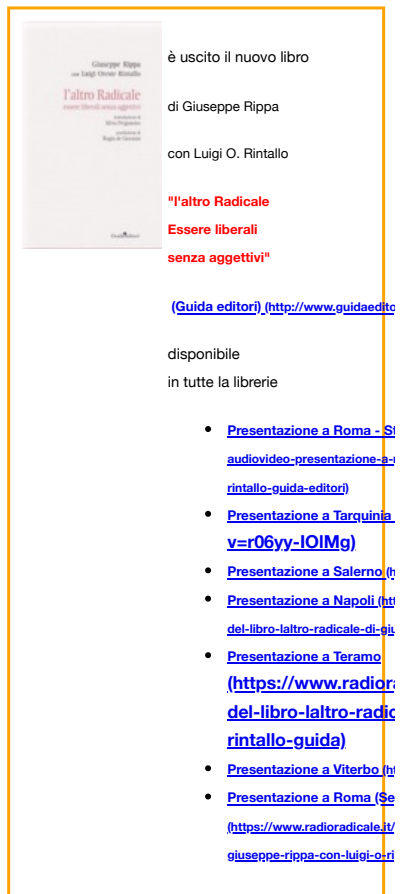 Giuseppe Rippa
con Luigi Oreste Rintallo
l'altro Radicale
essere liberali senza aggettivi
è uscito il nuovo libro
di Giuseppe Rippa
con Luigi O. Rintallo
"l'altro Radicale
Essere liberali
senza aggettivi"
(Guida editori) (http://www.guidaedito
disponibile
in tutte la librerie
• Presentazione a Roma - St
audiovideo-presentazione-a-r
rintallo-guida-editori)
• Presentazione a Tarquinia
v=r06yy-IOlMg)
• Presentazione a Salerno (h
• Presentazione a Napoli (htt
del-libro-laltro-radicale-di-giu
• Presentazione a Teramo
(https://www.radiora
del-libro-laltro-radic
rintallo-guida)
• Presentazione a Viterbo (ht
• Presentazione a Roma (Se
(https://www.radioradicale.it/
giuseppe-rippa-con-luigi-o-ri